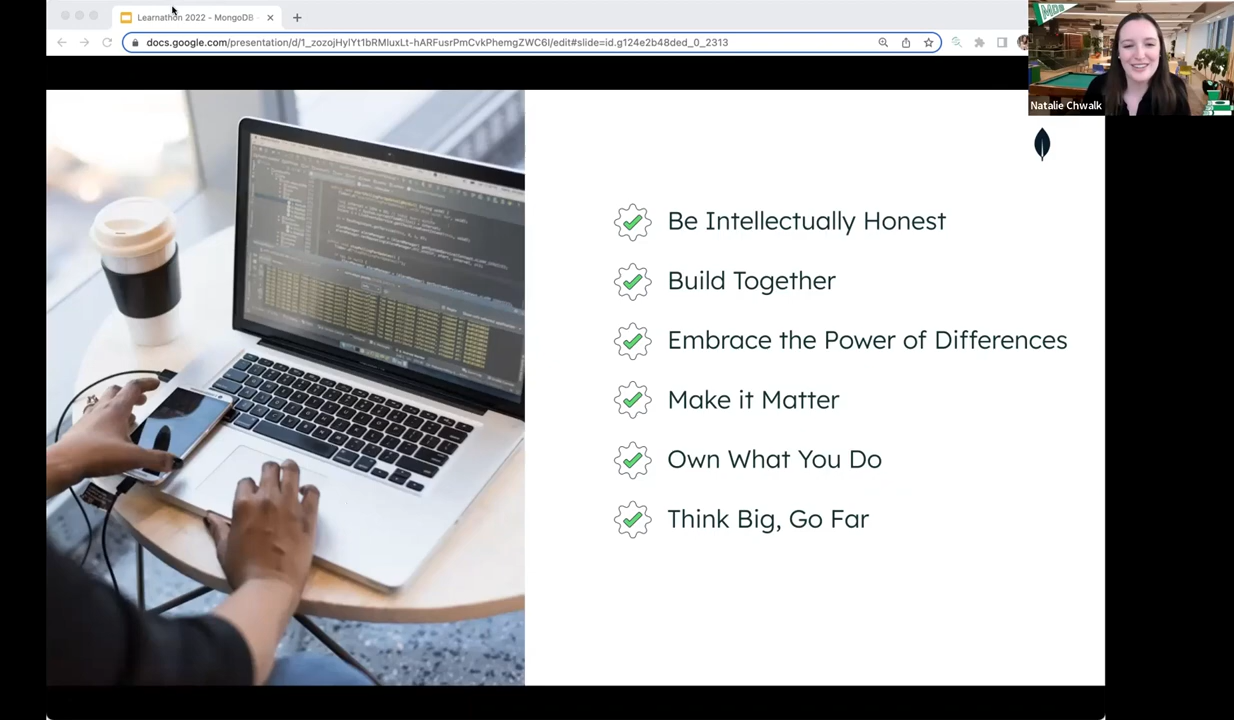 Learnathon 2022 - MongoDB -
docs.google.com/presentation/d/1_zozojHylYt1bRMluxLt-hARFusrPmCvkPhemgZWC6I/edit#slide=id.g124e2b48ded_0_2313
Natalie Chwalk
Be Intellectually Honest
Build Together
Embrace the Power of Differences
Make it Matter
Own What You Do
Think Big, Go Far